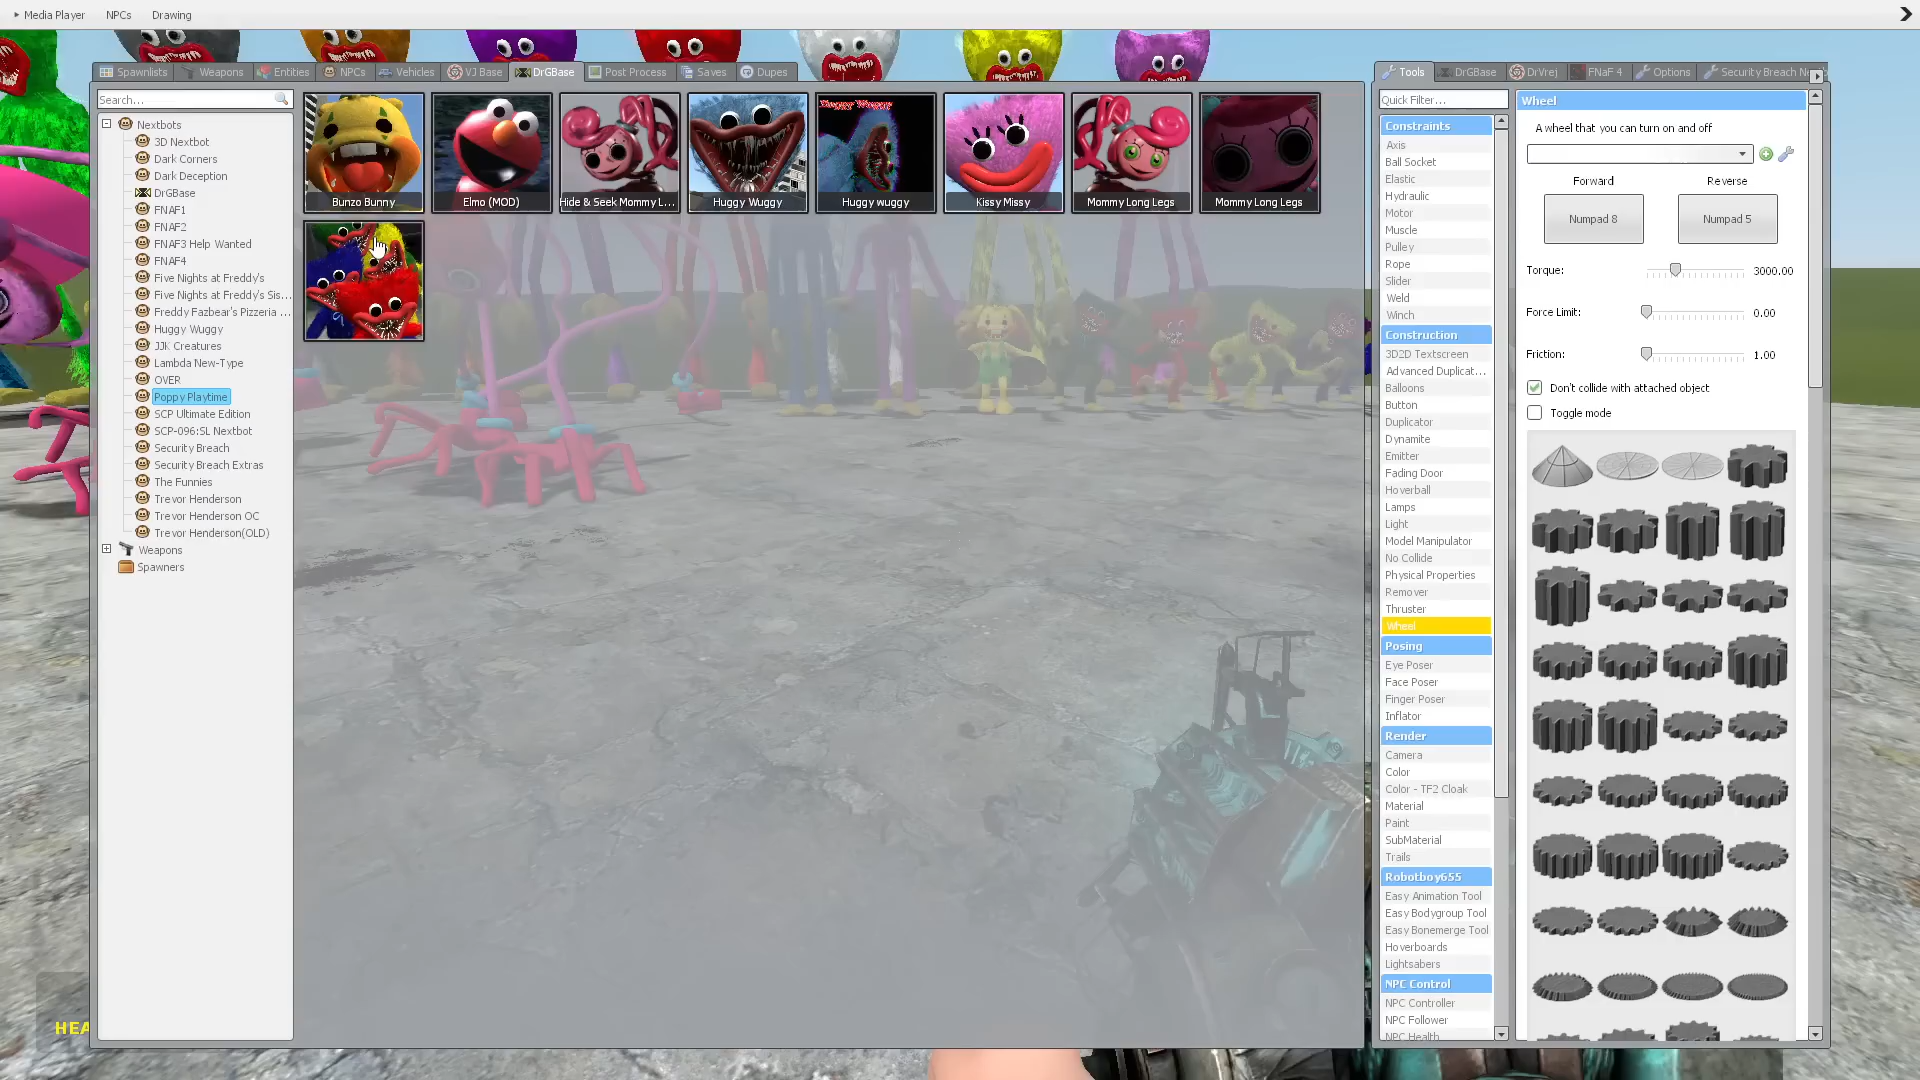 Media Player
NPCs
Drawing
Spawnlists
Weapons
Entities
NPCs
Vehicles
VJ Base
DrGBase
Post Process
Saves
Dupes
Search...
Nextbots
3D Nextbot
Dark Corners
Dark Deception
DrGBase
FNAF1
FNAF2
FNAF3 Help Wanted
FNAF4
Five Nights at Freddy's
Five Nights at Freddy's Sis...
Freddy Fazbear's Pizzeria ...
Huggy Wuggy
JJK Creatures
Lambda New-Type
OVER
Poppy Playtime
SCP Ultimate Edition
SCP-096:SL Nextbot
Security Breach
Security Breach Extras
The Funnies
Trevor Henderson
Trevor Henderson OC
Trevor Henderson(OLD)
Weapons
Spawners
Bunzo Bunny
Elmo (MOD)
Hide & Seek Mommy L...
Huggy Wuggy
Huggy Wuggy
Huggy wuggy
Kissy Missy
Mommy Long Legs
Mommy Long Legs
HEA
Tools
DrGBase
DrVrej
FNaF 4
Options
Security Breach Ne
Quick Filter...
Constraints
Axis
Ball Socket
Elastic
Hydraulic
Motor
Muscle
Pulley
Rope
Slider
Weld
Winch
Construction
3D2D Textscreen
Advanced Duplicat...
Balloons
Button
Duplicator
Dynamite
Emitter
Fading Door
Hoverball
Lamps
Light
Model Manipulator
No Collide
Physical Properties
Remover
Thruster
Wheel
Posing
Eye Poser
Face Poser
Finger Poser
Inflator
Render
Camera
Color
Color - TF2 Cloak
Material
Paint
SubMaterial
Trails
Robotboy655
Easy Animation Tool
Easy Bodygroup Tool
Easy Bonemerge Tool
Hoverboards
Lightsabers
NPC Control
NPC Controller
NPC Follower
NPC Health
Wheel
A wheel that you can turn on and off
Forward
Reverse
Numpad 8
Numpad 5
Torque:
3000.00
Force Limit:
0.00
Friction:
1.00
Don't collide with attached object
Toggle mode